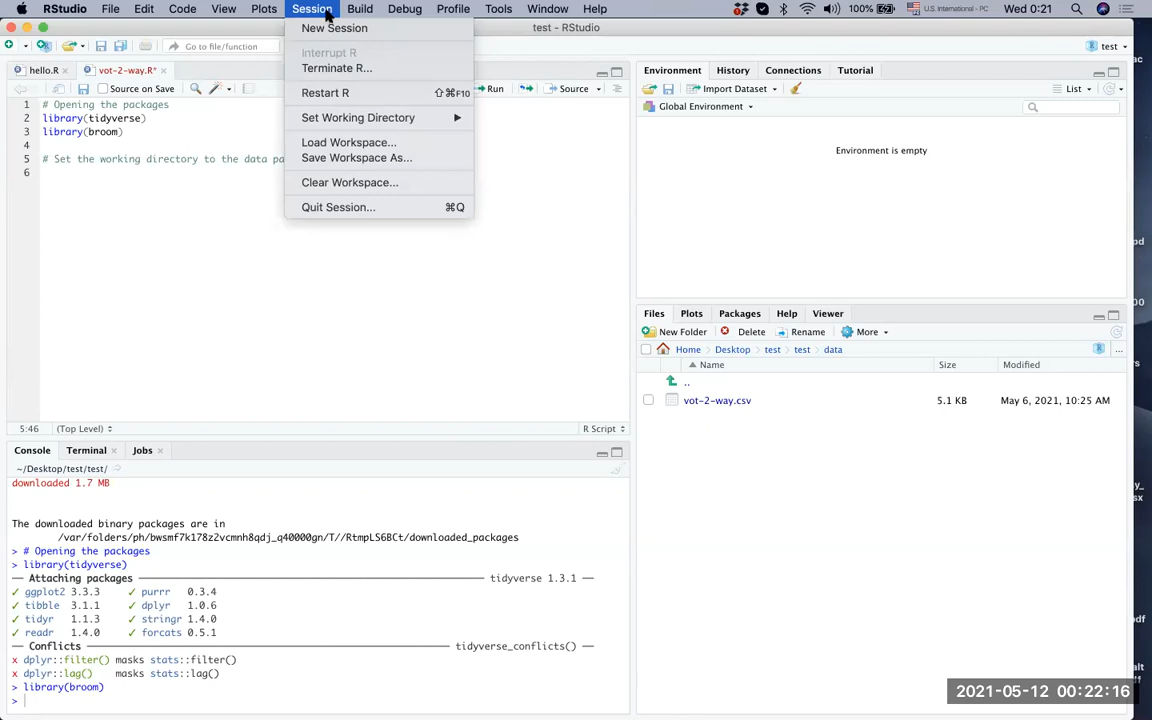 RStudio File Edit Code View Plots Session Build Debug Profile Tools Window Help 100% U.S. International - PC Wed 0:21
test - RStudio
Go to file/function
test
New Session
Interrupt R
Terminate R...
Restart R ⇧⌘F10
Set Working Directory
Load Workspace...
Save Workspace As...
Clear Workspace...
Quit Session... ⌘Q
hello.R vot-2-way.R*
Source on Save Run Source
1 # Opening the packages
2 library(tidyverse)
3 library(broom)
4
5 # Set the working directory to the data pa
6
5:46 (Top Level) R Script
Console Terminal Jobs
~/Desktop/test/test/
downloaded 1.7 MB
The downloaded binary packages are in
/var/folders/ph/bwsmf7k178z2vcmnh8qdj_q40000gn/T//RtmpLS6BCt/downloaded_packages
> # Opening the packages
> library(tidyverse)
── Attaching packages ── tidyverse 1.3.1 ──
✓ ggplot2 3.3.3 ✓ purrr 0.3.4
✓ tibble 3.1.1 ✓ dplyr 1.0.6
✓ tidyr 1.1.3 ✓ stringr 1.4.0
✓ readr 1.4.0 ✓ forcats 0.5.1
── Conflicts ── tidyverse_conflicts() ──
x dplyr::filter() masks stats::filter()
x dplyr::lag() masks stats::lag()
> library(broom)
>
Environment History Connections Tutorial
Import Dataset List
Global Environment
Environment is empty
Files Plots Packages Help Viewer
New Folder Delete Rename More
Home Desktop test test data ...
Name Size Modified
..
vot-2-way.csv 5.1 KB May 6, 2021, 10:25 AM
2021-05-12 00:22:16